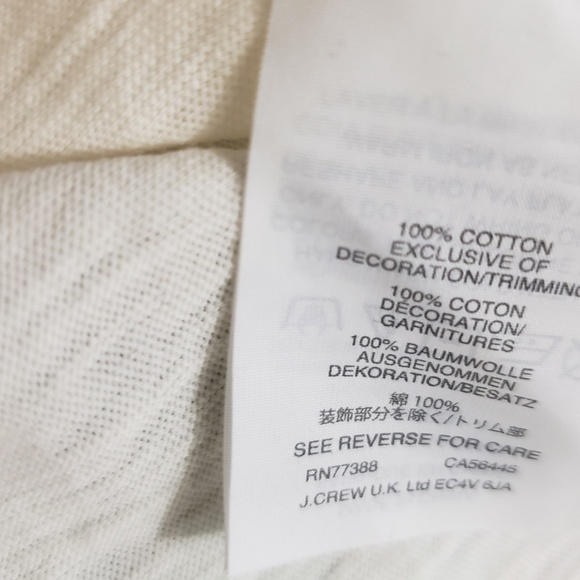 100% COTTON
EXCLUSIVE OF
DECORATION/TRIMMING
100% COTON
DÉCORATION/
GARNITURES
100% BAUMWOLLE
AUSGENOMMEN
DEKORATION/BESATZ
綿 100%
装飾部分を除く/トリム部
SEE REVERSE FOR CARE
RN77388 CA56445
J.CREW U.K. Ltd EC4V 6JA